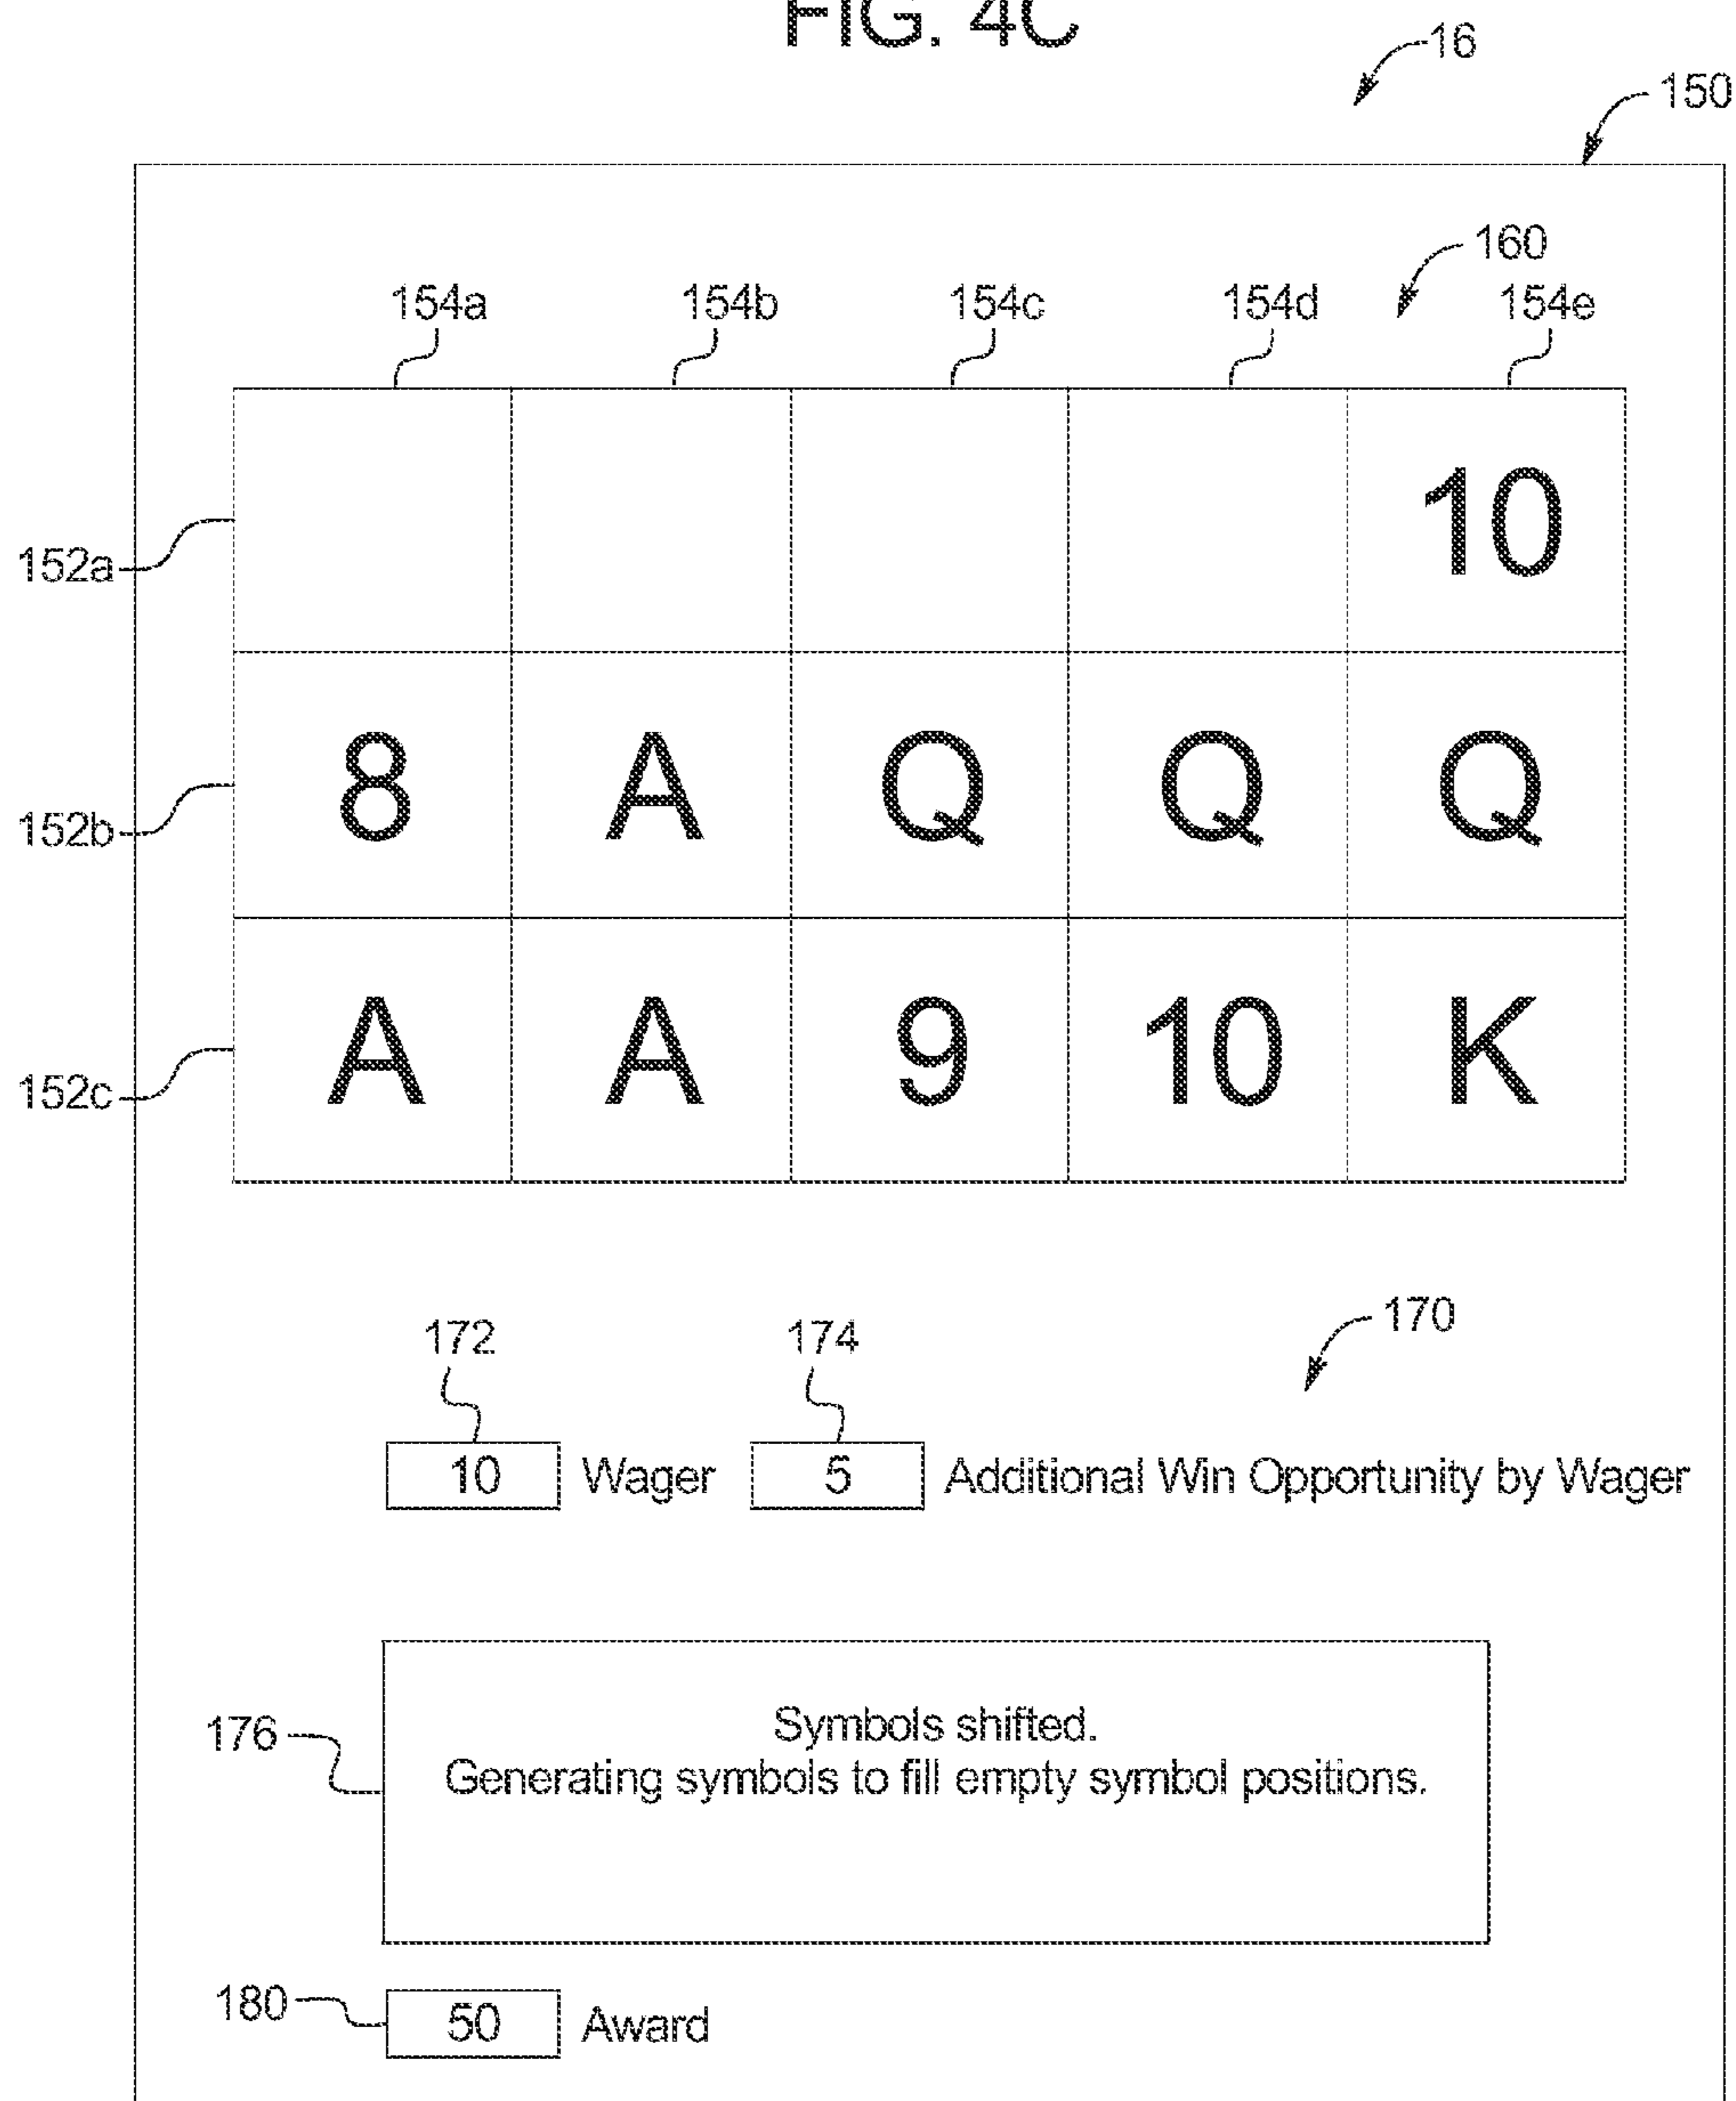 FIG. 4C
16
150
160
154a 154b 154c 154d 154e
152a 10
152b 8 A Q Q Q
152c A A 9 10 K
170
172 174
10 Wager 5 Additional Win Opportunity by Wager
176
Symbols shifted.
Generating symbols to fill empty symbol positions.
180 50 Award